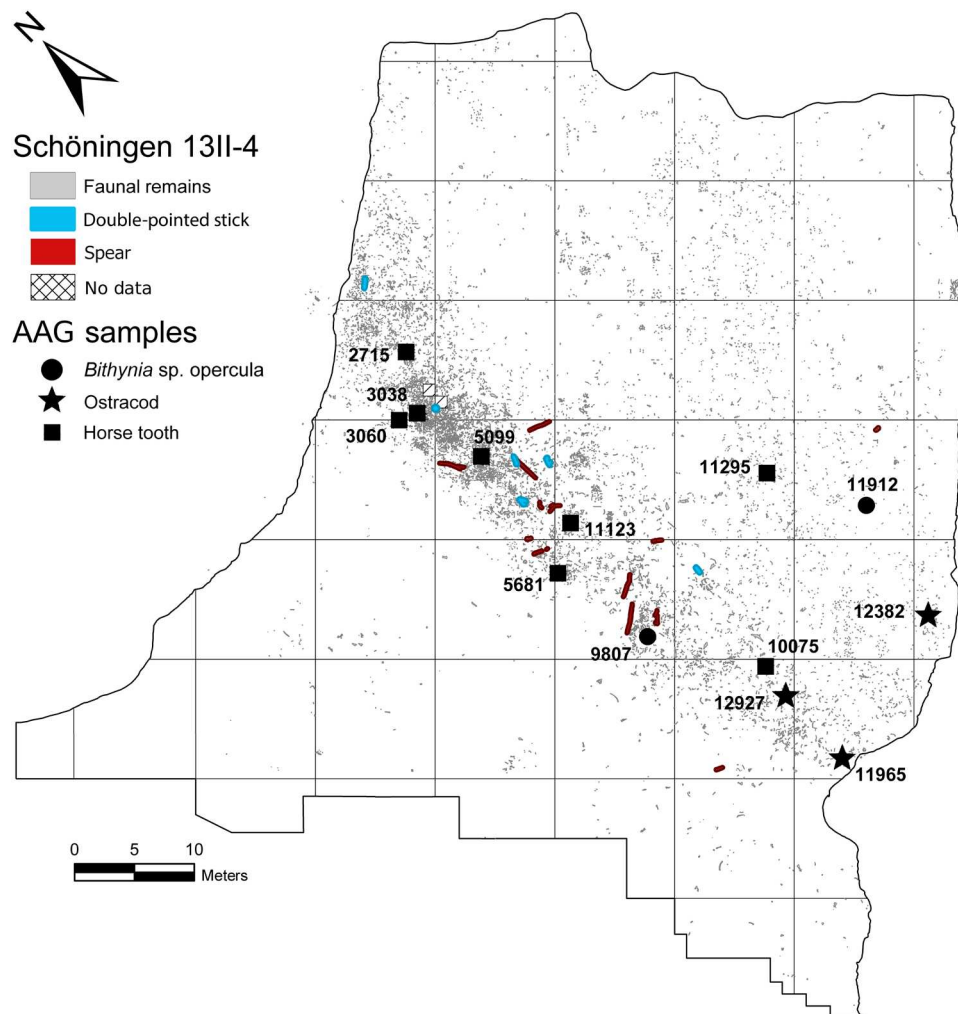 N
Schöningen 13II-4
Faunal remains
Double-pointed stick
Spear
No data
AAG samples
Bithynia sp. opercula
Ostracod
Horse tooth
2715
3038
3060
5099
11295
11912
11123
5681
12382
9807
10075
12927
11965
0 5 10
Meters